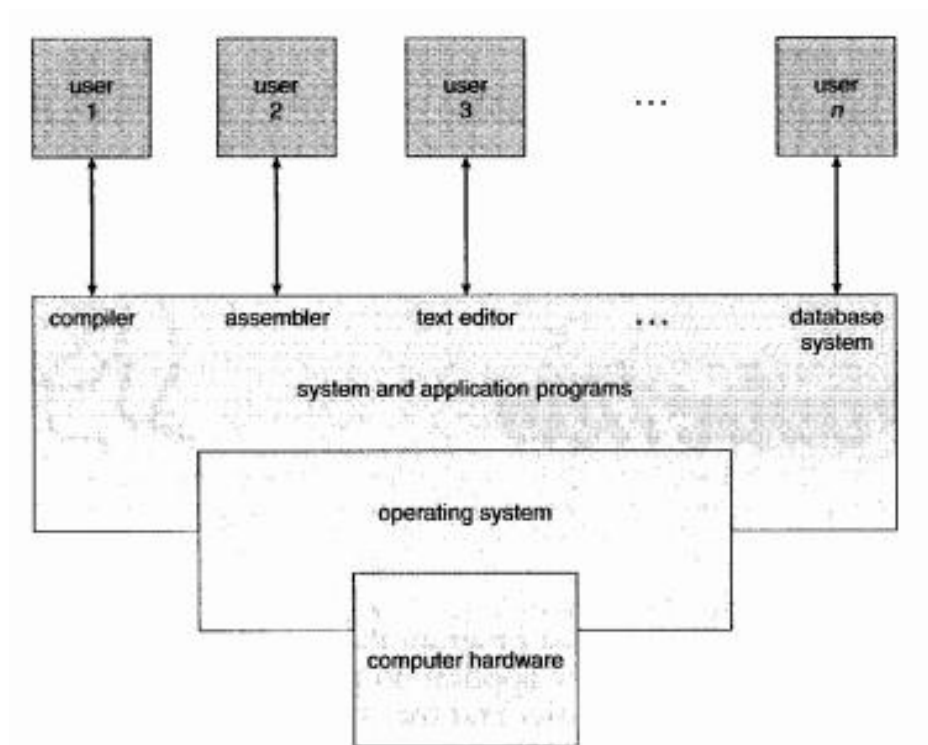 user
1
user
2
user
3
...
user
n
compiler
assembler
text editor
...
database
system
system and application programs
operating system
computer hardware